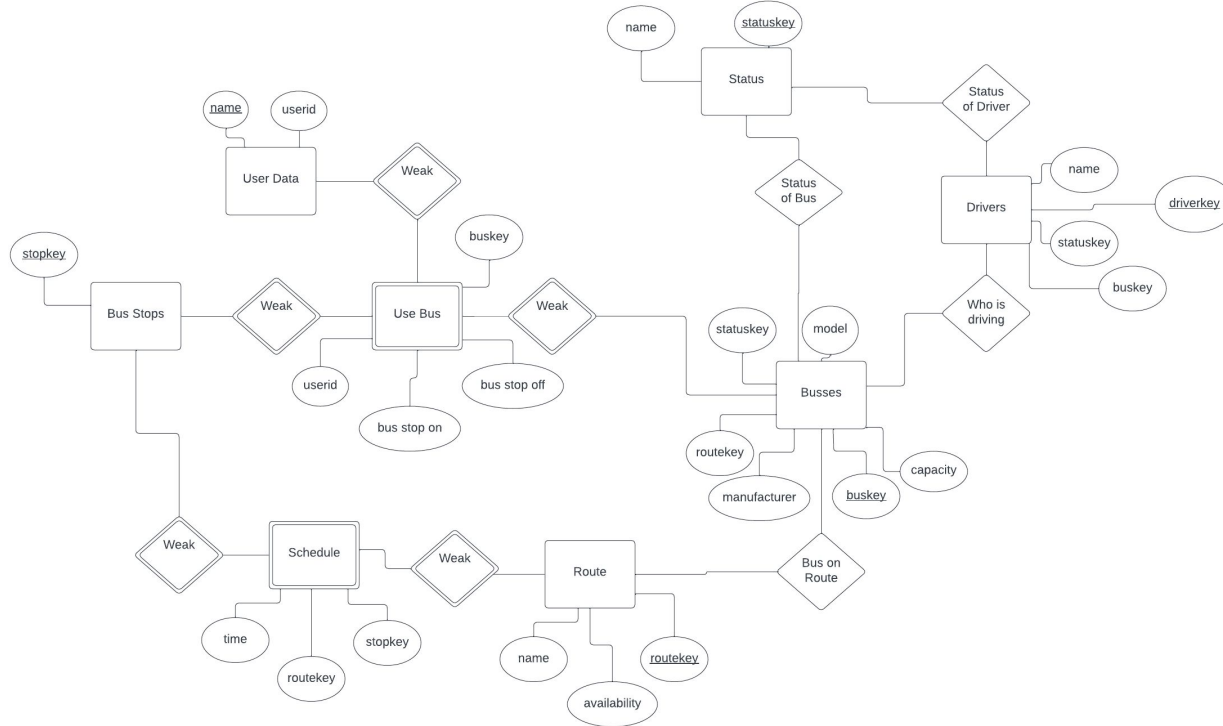 name
statuskey
Status
Status
of Driver
name
userid
User Data
Weak
Status
of Bus
name
Drivers
driverkey
statuskey
buskey
buskey
stopkey
Bus Stops
Weak
Use Bus
Weak
Who is
driving
statuskey
model
userid
bus stop off
bus stop on
Busses
routekey
manufacturer
buskey
capacity
Weak
Schedule
Weak
Route
Bus on
Route
time
routekey
stopkey
name
availability
routekey